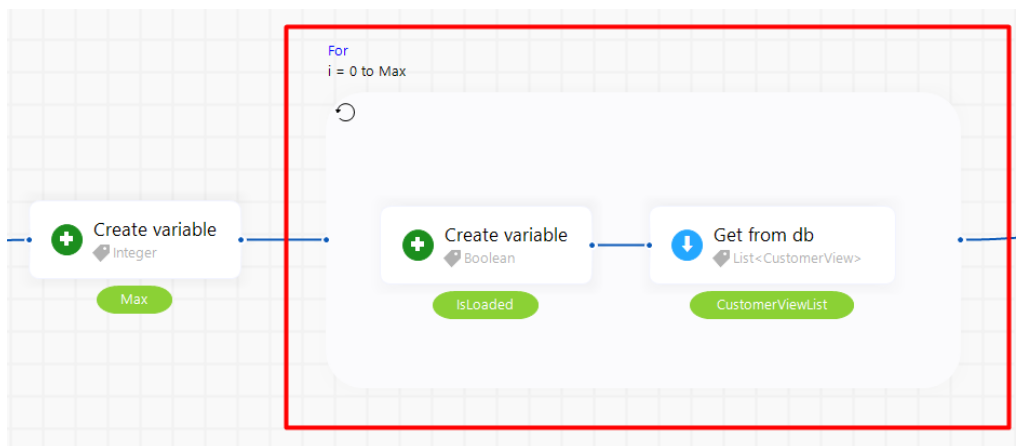 For
i = 0 to Max
Create variable
Integer
Max
Create variable
Boolean
IsLoaded
Get from db
List<CustomerView>
CustomerViewList